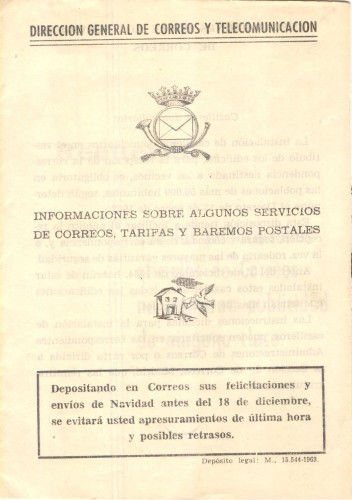 DIRECCION GENERAL DE CORREOS Y TELECOMUNICACION
INFORMACIONES SOBRE ALGUNOS SERVICIOS
DE CORREOS, TARIFAS Y BAREMOS POSTALES
Depositando en Correos sus felicitaciones y
envíos de Navidad antes del 18 de diciembre,
se evitará usted apresuramientos de última hora
y posibles retrasos.
Depósito legal: M., 15.544-1963.